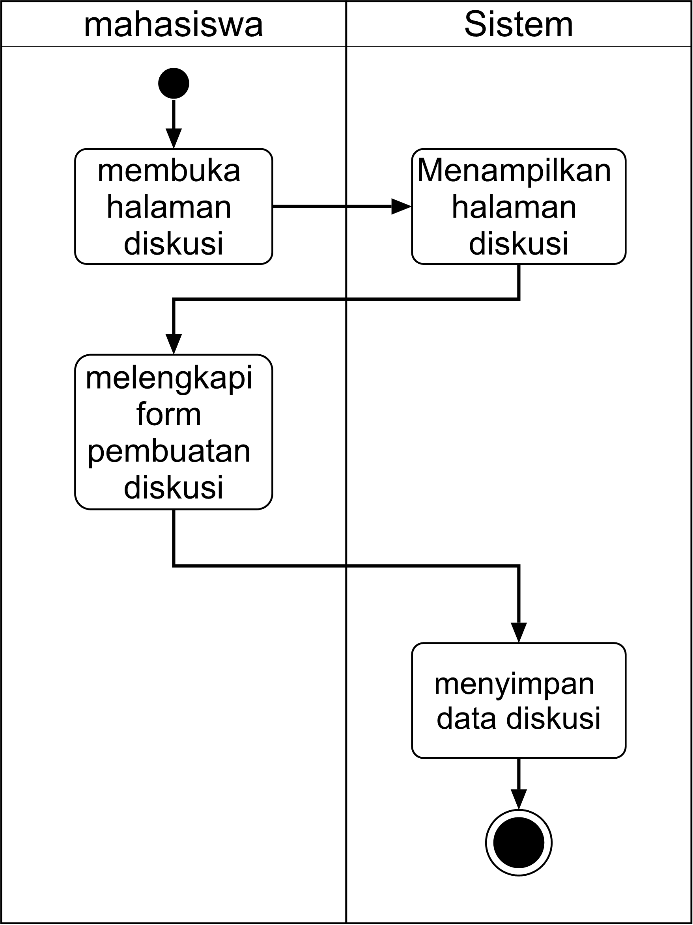 mahasiswa
Sistem
membuka
halaman
diskusi
Menampilkan
halaman
diskusi
melengkapi
form
pembuatan
diskusi
menyimpan
data diskusi